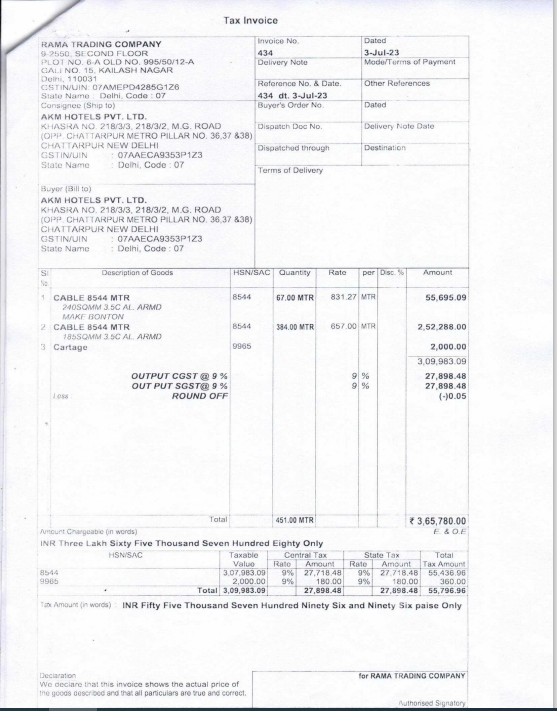 Tax Invoice
RAMA TRADING COMPANY
9-2550, SECOND FLOOR
PLOT NO. 6-A OLD NO. 995/50/12-A
GALI NO. 15, KAILASH NAGAR
Delhi, 110031
GSTIN/UIN: 07AMEPD4285G1Z6
State Name : Delhi, Code : 07
Invoice No.
434
Dated
3-Jul-23
Delivery Note
Mode/Terms of Payment
Reference No. & Date.
434 dt. 3-Jul-23
Other References
Consignee (Ship to)
AKM HOTELS PVT. LTD.
KHASRA NO. 218/3/3, 218/3/2, M.G. ROAD
(OPP. CHATTARPUR METRO PILLAR NO. 36,37 &38)
CHATTARPUR NEW DELHI
GSTIN/UIN : 07AAECA9353P1Z3
State Name : Delhi, Code : 07
Buyer's Order No.
Dated
Dispatch Doc No.
Delivery Note Date
Dispatched through
Destination
Terms of Delivery
Buyer (Bill to)
AKM HOTELS PVT. LTD.
KHASRA NO. 218/3/3, 218/3/2, M.G. ROAD
(OPP. CHATTARPUR METRO PILLAR NO. 36,37 &38)
CHATTARPUR NEW DELHI
GSTIN/UIN : 07AAECA9353P1Z3
State Name : Delhi, Code : 07
Sl No. Description of Goods HSN/SAC Quantity Rate per Disc. % Amount
1 CABLE 8544 MTR 8544 67.00 MTR 831.27 MTR 55,695.09
240SQMM 3.5C AL. ARMD
MAKE BONTON
2 CABLE 8544 MTR 8544 384.00 MTR 657.00 MTR 2,52,288.00
185SQMM 3.5C AL. ARMD
3 Cartage 9965 2,000.00
3,09,983.09
OUTPUT CGST @ 9 % 9 % 27,898.48
OUT PUT SGST@ 9 % 9 % 27,898.48
Less : ROUND OFF (-)0.05
Total 451.00 MTR ₹ 3,65,780.00
Amount Chargeable (in words) E. & O.E
INR Three Lakh Sixty Five Thousand Seven Hundred Eighty Only
HSN/SAC Taxable Value Central Tax Rate Amount State Tax Rate Amount Total Tax Amount
8544 3,07,983.09 9% 27,718.48 9% 27,718.48 55,436.96
9965 2,000.00 9% 180.00 9% 180.00 360.00
Total 3,09,983.09 27,898.48 27,898.48 55,796.96
Tax Amount (in words) : INR Fifty Five Thousand Seven Hundred Ninety Six and Ninety Six paise Only
Declaration
We declare that this invoice shows the actual price of
the goods described and that all particulars are true and correct.
for RAMA TRADING COMPANY
Authorised Signatory